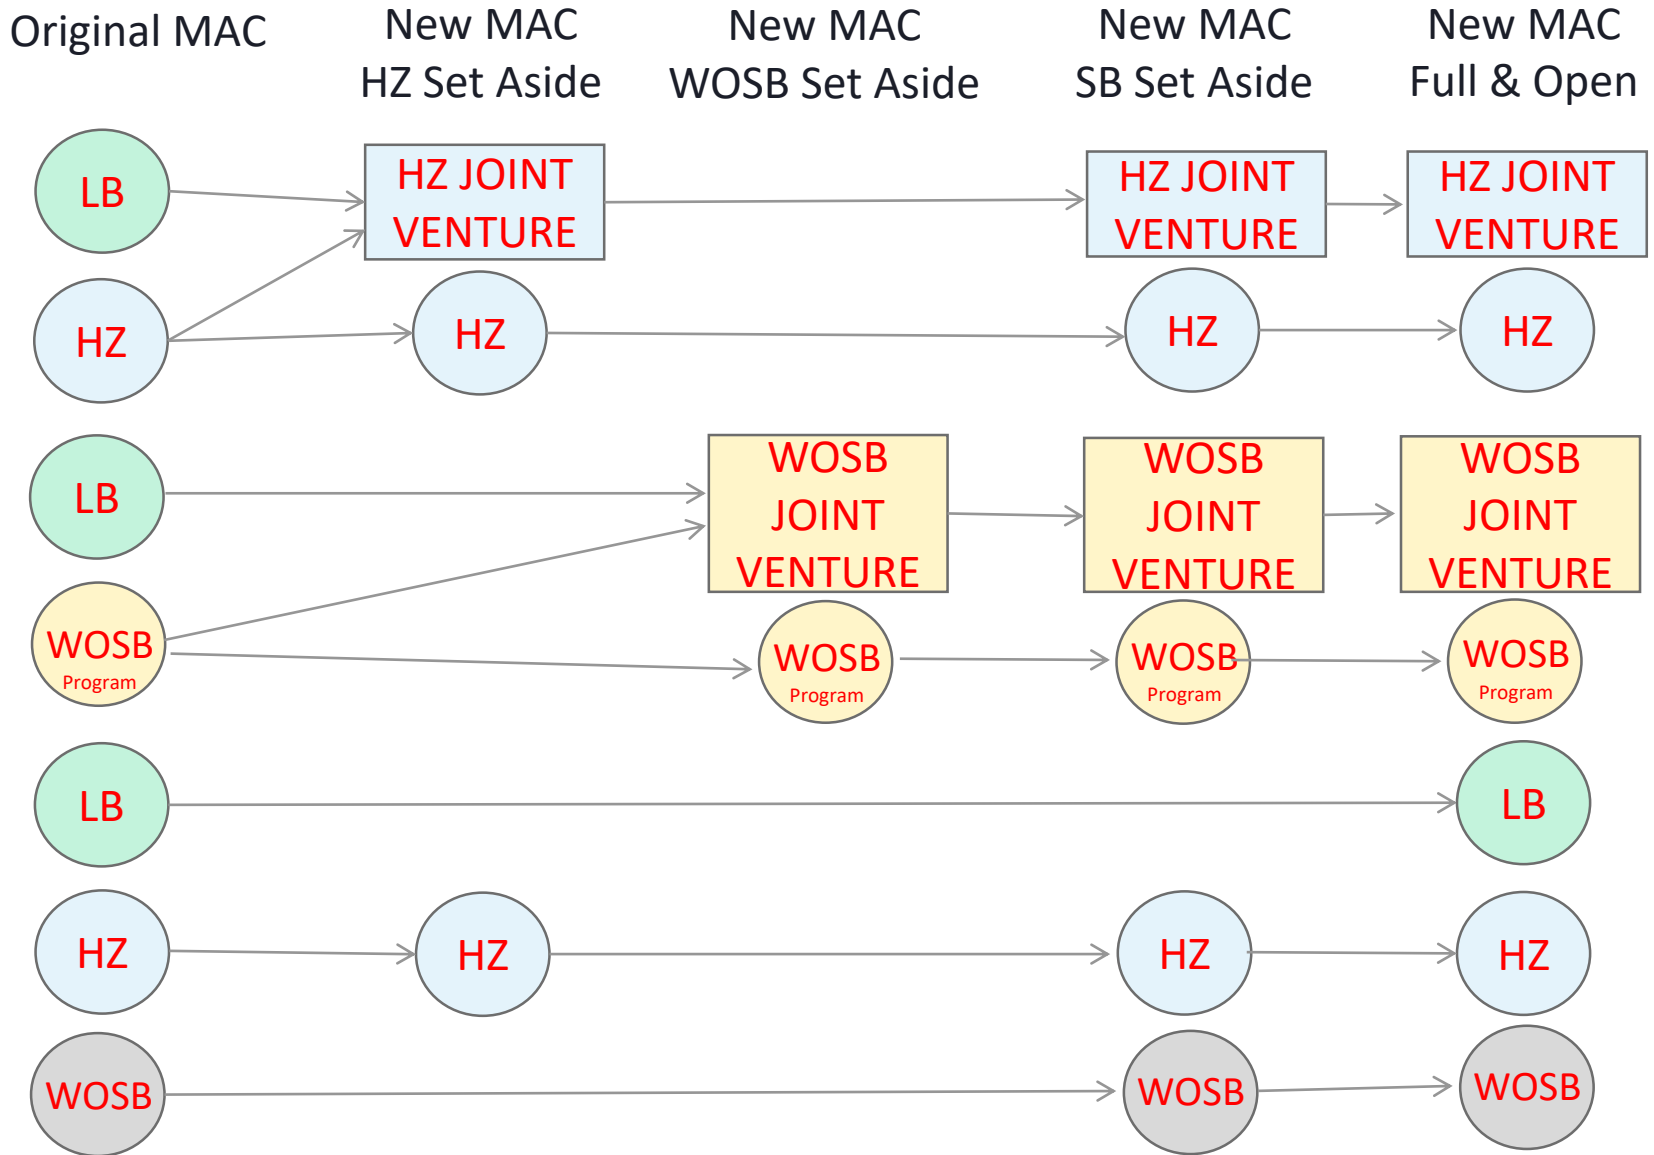 Original MAC
New MAC
HZ Set Aside
New MAC
WOSB Set Aside
New MAC
SB Set Aside
New MAC
Full & Open
LB
HZ JOINT
VENTURE
HZ JOINT
VENTURE
HZ JOINT
VENTURE
HZ
HZ
HZ
HZ
LB
WOSB
JOINT
VENTURE
WOSB
JOINT
VENTURE
WOSB
JOINT
VENTURE
WOSB
Program
WOSB
Program
WOSB
Program
WOSB
Program
LB
LB
HZ
HZ
HZ
HZ
WOSB
WOSB
WOSB